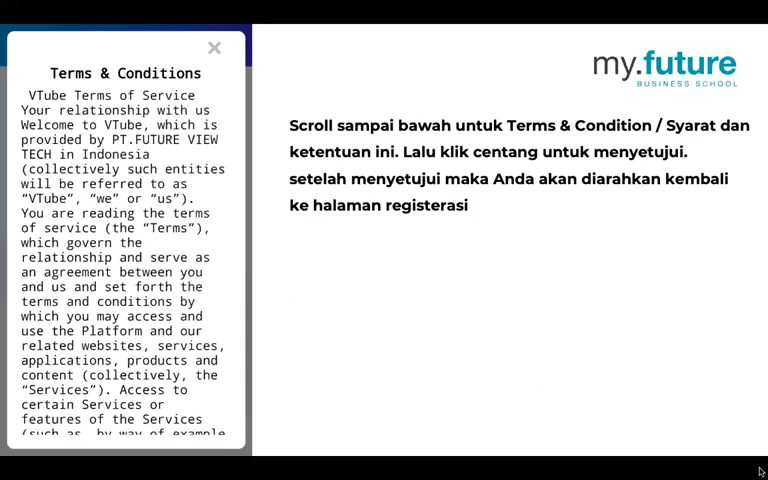 Terms & Conditions
VTube Terms of Service
Your relationship with us
Welcome to VTube, which is
provided by PT.FUTURE VIEW
TECH in Indonesia
(collectively such entities
will be referred to as
“VTube”, “we” or “us”).
You are reading the terms
of service (the “Terms”),
which govern the
relationship and serve as
an agreement between you
and us and set forth the
terms and conditions by
which you may access and
use the Platform and our
related websites, services,
applications, products and
content (collectively, the
“Services”). Access to
certain Services or
features of the Services
(such as, by way of example
my.future
BUSINESS SCHOOL
Scroll sampai bawah untuk Terms & Condition / Syarat dan
ketentuan ini. Lalu klik centang untuk menyetujui.
setelah menyetujui maka Anda akan diarahkan kembali
ke halaman registerasi